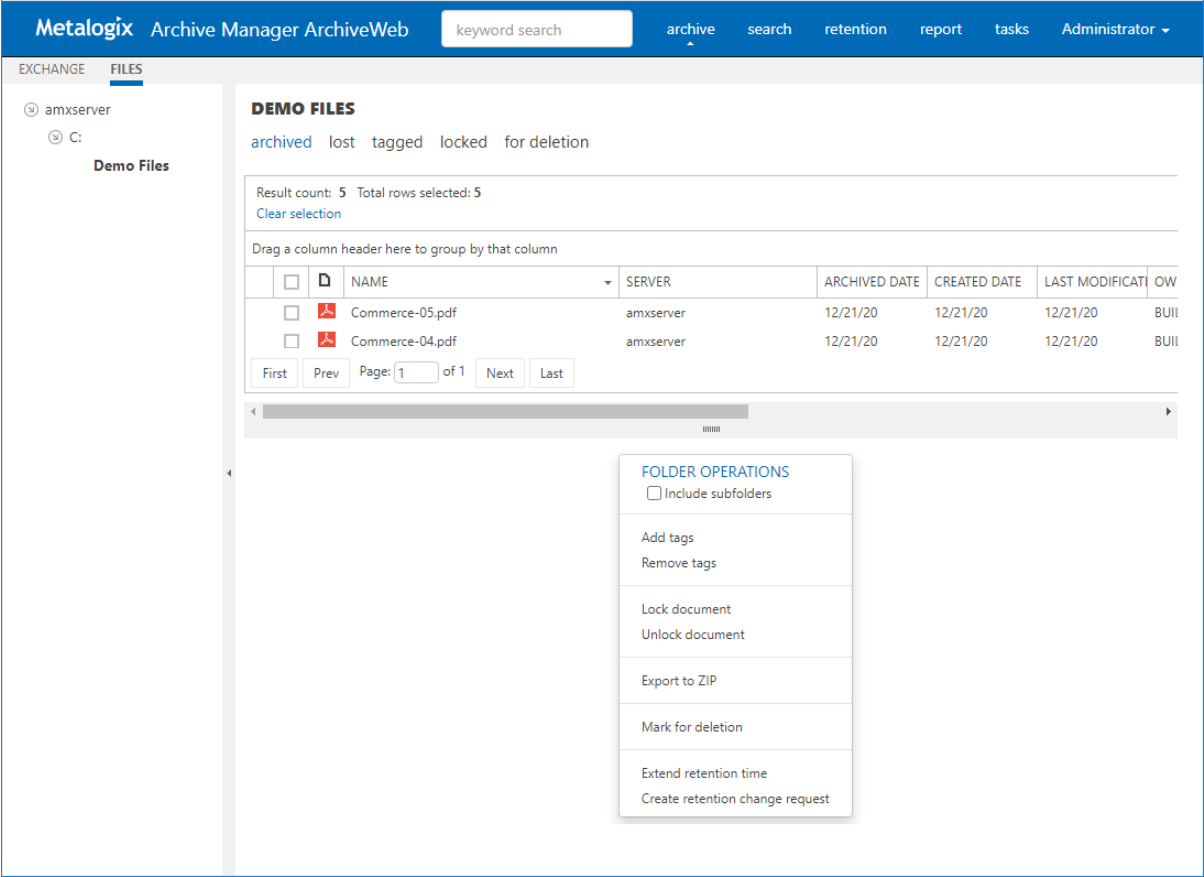 Metalogix Archive Manager ArchiveWeb keyword search archive search retention report tasks Administrator
EXCHANGE FILES
amxserver
C:
Demo Files
DEMO FILES
archived lost tagged locked for deletion
Result count: 5 Total rows selected: 5
Clear selection
Drag a column header here to group by that column
NAME SERVER ARCHIVED DATE CREATED DATE LAST MODIFICATI OW
Commerce-05.pdf amxserver 12/21/20 12/21/20 12/21/20 BUIL
Commerce-04.pdf amxserver 12/21/20 12/21/20 12/21/20 BUIL
First Prev Page: 1 of 1 Next Last
FOLDER OPERATIONS
Include subfolders
Add tags
Remove tags
Lock document
Unlock document
Export to ZIP
Mark for deletion
Extend retention time
Create retention change request